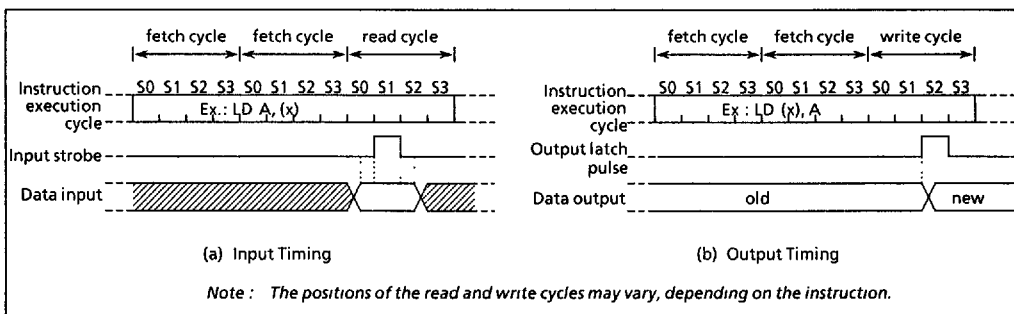 fetch cycle fetch cycle read cycle
S0 S1 S2 S3 S0 S1 S2 S3 S0 S1 S2 S3
Instruction
execution
cycle
Ex.: LD A, (x)
Input strobe
Data input
(a) Input Timing
fetch cycle fetch cycle write cycle
S0 S1 S2 S3 S0 S1 S2 S3 S0 S1 S2 S3
Instruction
execution
cycle
Ex : LD (x), A
Output latch
pulse
Data output
old new
(b) Output Timing
Note : The positions of the read and write cycles may vary, depending on the instruction.